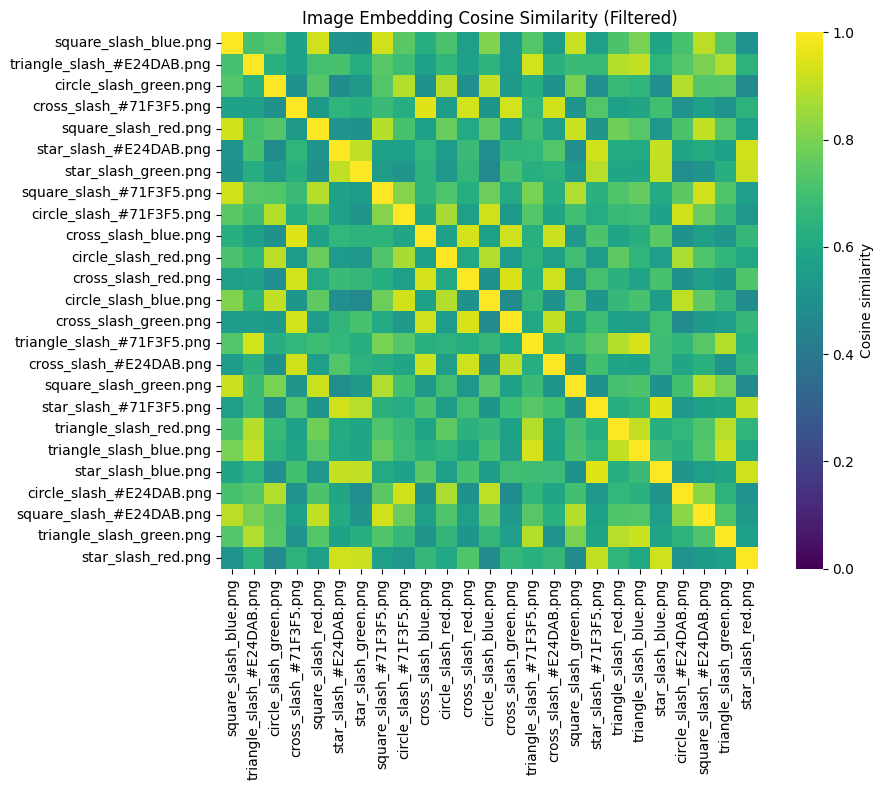 Image Embedding Cosine Similarity (Filtered)
square_slash_blue.png
triangle_slash_#E24DAB.png
circle_slash_green.png
cross_slash_#71F3F5.png
square_slash_red.png
star_slash_#E24DAB.png
star_slash_green.png
square_slash_#71F3F5.png
circle_slash_#71F3F5.png
cross_slash_blue.png
circle_slash_red.png
cross_slash_red.png
circle_slash_blue.png
cross_slash_green.png
triangle_slash_#71F3F5.png
cross_slash_#E24DAB.png
square_slash_green.png
star_slash_#71F3F5.png
triangle_slash_red.png
triangle_slash_blue.png
star_slash_blue.png
circle_slash_#E24DAB.png
square_slash_#E24DAB.png
triangle_slash_green.png
star_slash_red.png
square_slash_blue.png
triangle_slash_#E24DAB.png
circle_slash_green.png
cross_slash_#71F3F5.png
square_slash_red.png
star_slash_#E24DAB.png
star_slash_green.png
square_slash_#71F3F5.png
circle_slash_#71F3F5.png
cross_slash_blue.png
circle_slash_red.png
cross_slash_red.png
circle_slash_blue.png
cross_slash_green.png
triangle_slash_#71F3F5.png
cross_slash_#E24DAB.png
square_slash_green.png
star_slash_#71F3F5.png
triangle_slash_red.png
triangle_slash_blue.png
star_slash_blue.png
circle_slash_#E24DAB.png
square_slash_#E24DAB.png
triangle_slash_green.png
star_slash_red.png
1.0
0.8
0.6
0.4
0.2
0.0
Cosine similarity